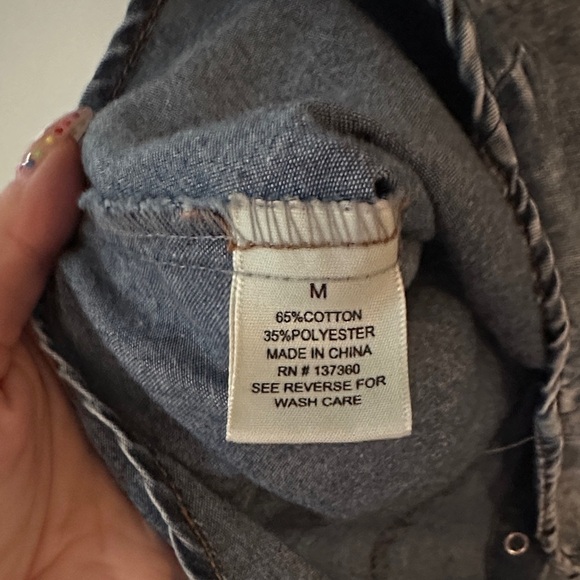 M
65%COTTON
35%POLYESTER
MADE IN CHINA
RN # 137360
SEE REVERSE FOR
WASH CARE